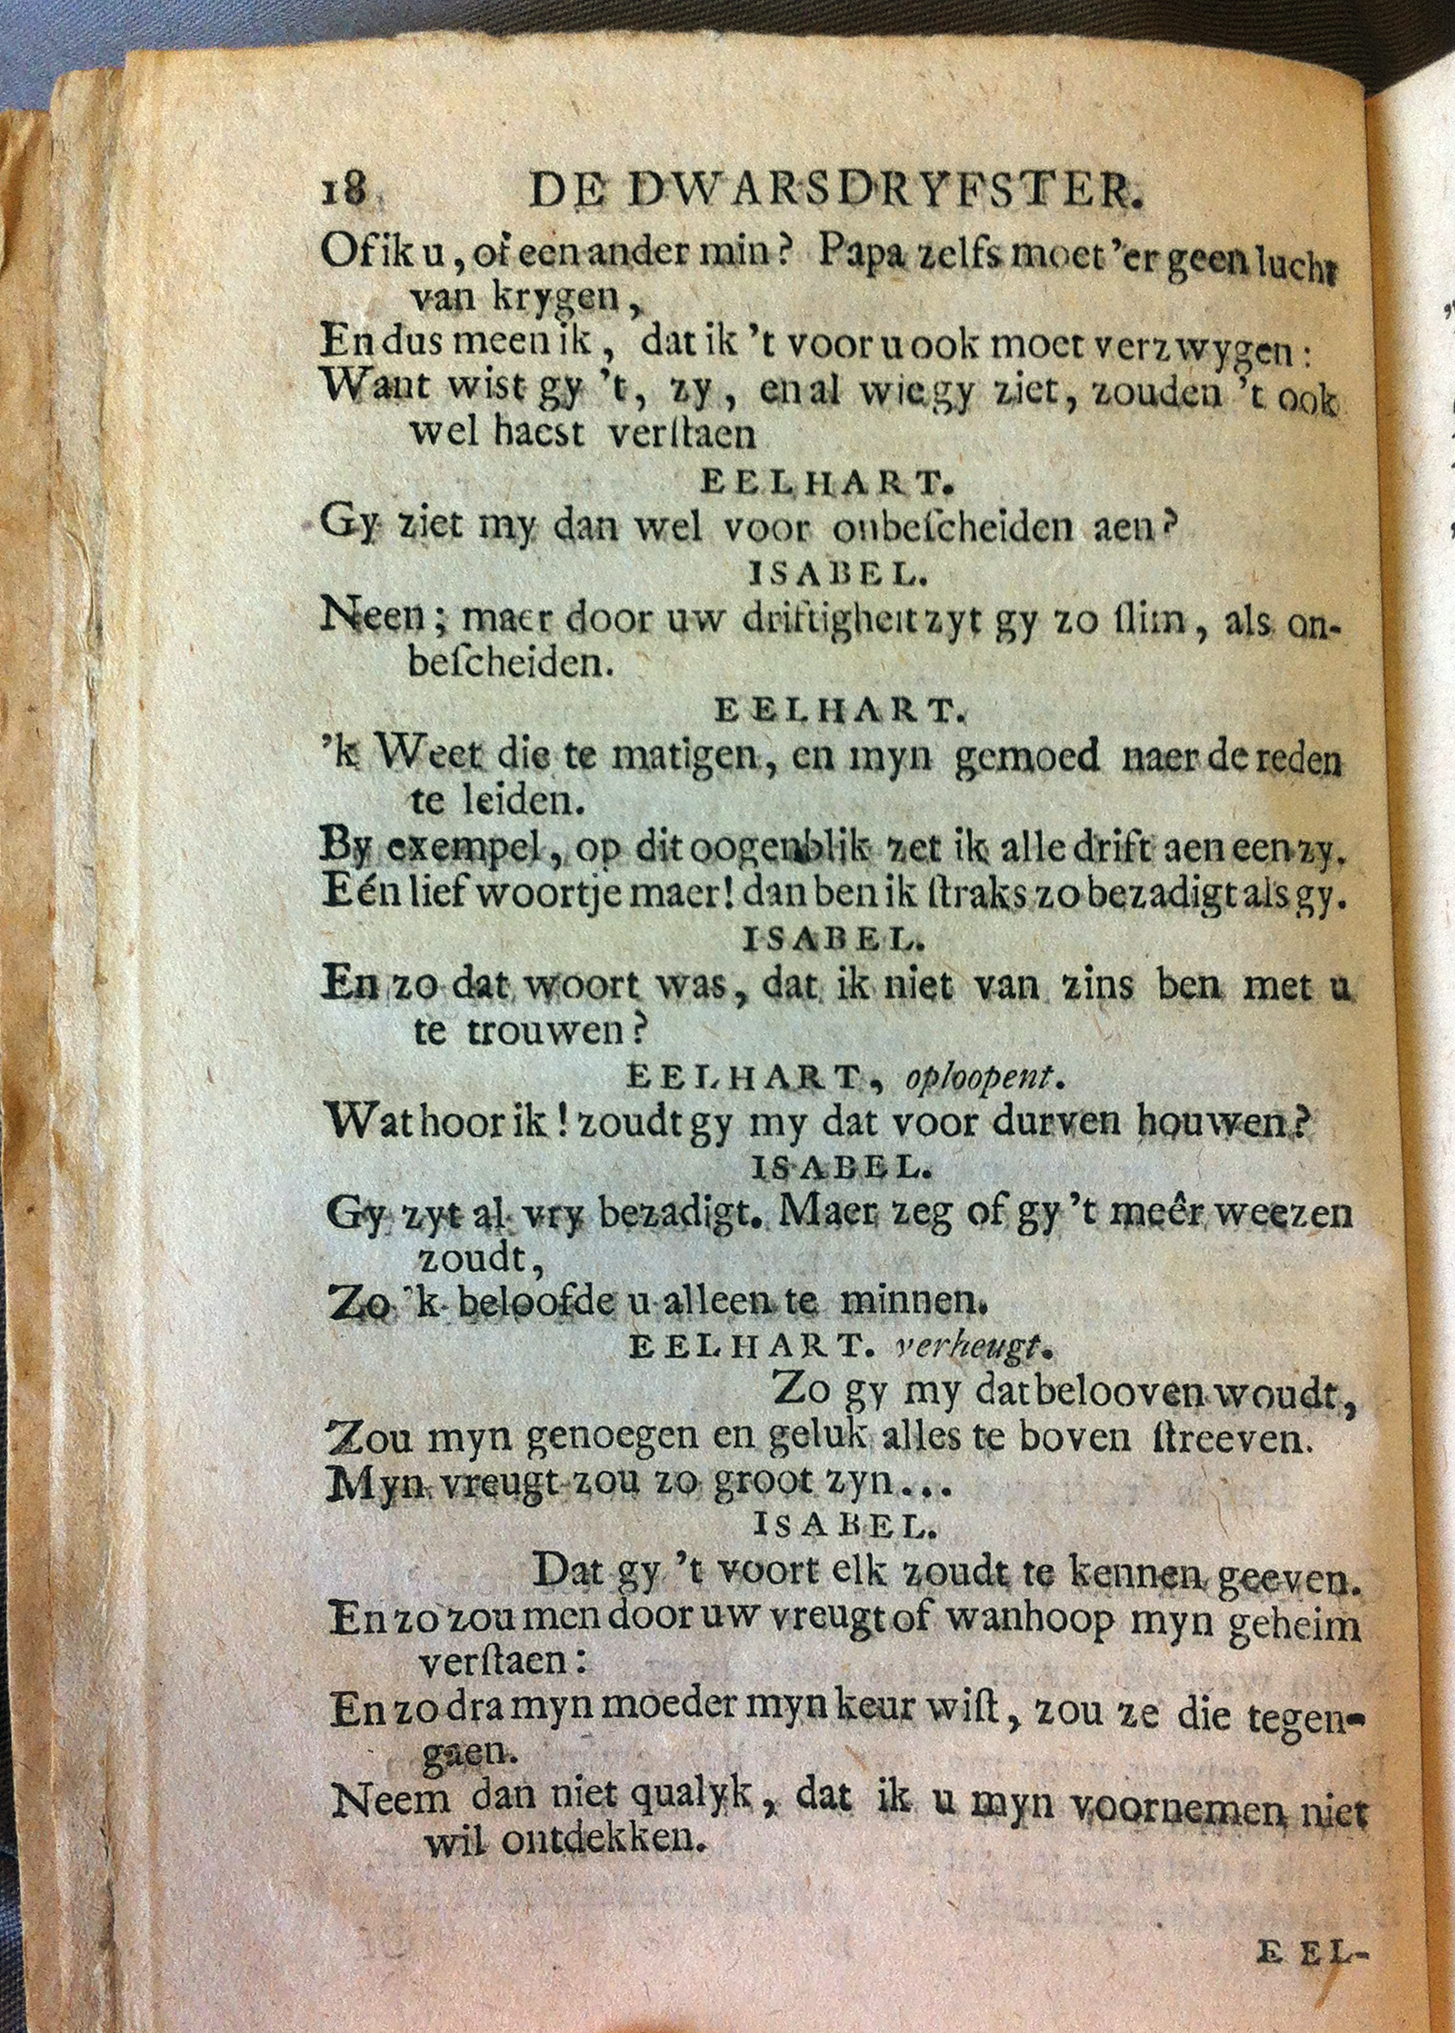 18 DE DWARSDRYFSTER.
Of ik u, of een ander min? Papa zelfs moet 'er geen lucht
van krygen,
En dus meen ik, dat ik 't voor u ook moet verzwygen:
Want wist gy 't, zy, en al wie gy ziet, zouden 't ook
wel haest verſtaen
EELHART.
Gy ziet my dan wel voor onbeſcheiden aen?
ISABEL.
Neen; maer door uw driftigheit zyt gy zo ſlim, als on-
beſcheiden.
EELHART.
'k Weet die te matigen, en myn gemoed naer de reden
te leiden.
By exempel, op dit oogenblik zet ik alle drift aen een zy.
Eén lief woortje maer! dan ben ik ſtraks zo bezadigt als gy.
ISABEL.
En zo dat woort was, dat ik niet van zins ben met u
te trouwen?
EELHART, oploopent.
Wat hoor ik! zoudt gy my dat voor durven houwen?
ISABEL.
Gy zyt al vry bezadigt. Maer zeg of gy 't meêr weezen
zoudt,
Zo 'k beloofde u alleen te minnen.
EELHART. verheugt.
Zo gy my dat belooven woudt,
Zou myn genoegen en geluk alles te boven ſtreeven.
Myn vreugt zou zo groot zyn...
ISABEL.
Dat gy 't voort elk zoudt te kennen geeven.
En zo zou men door uw vreugt of wanhoop myn geheim
verſtaen:
En zo dra myn moeder myn keur wiſt, zou ze die tegen-
gaen.
Neem dan niet qualyk, dat ik u myn voornemen niet
wil ontdekken.
EEL-